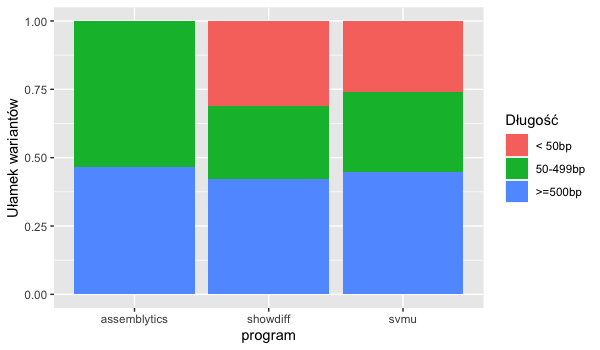 1.00
0.75
0.50
0.25
0.00
Ułamek wariantów
assemblytics
showdiff
svmu
program
Długość
< 50bp
50-499bp
>=500bp